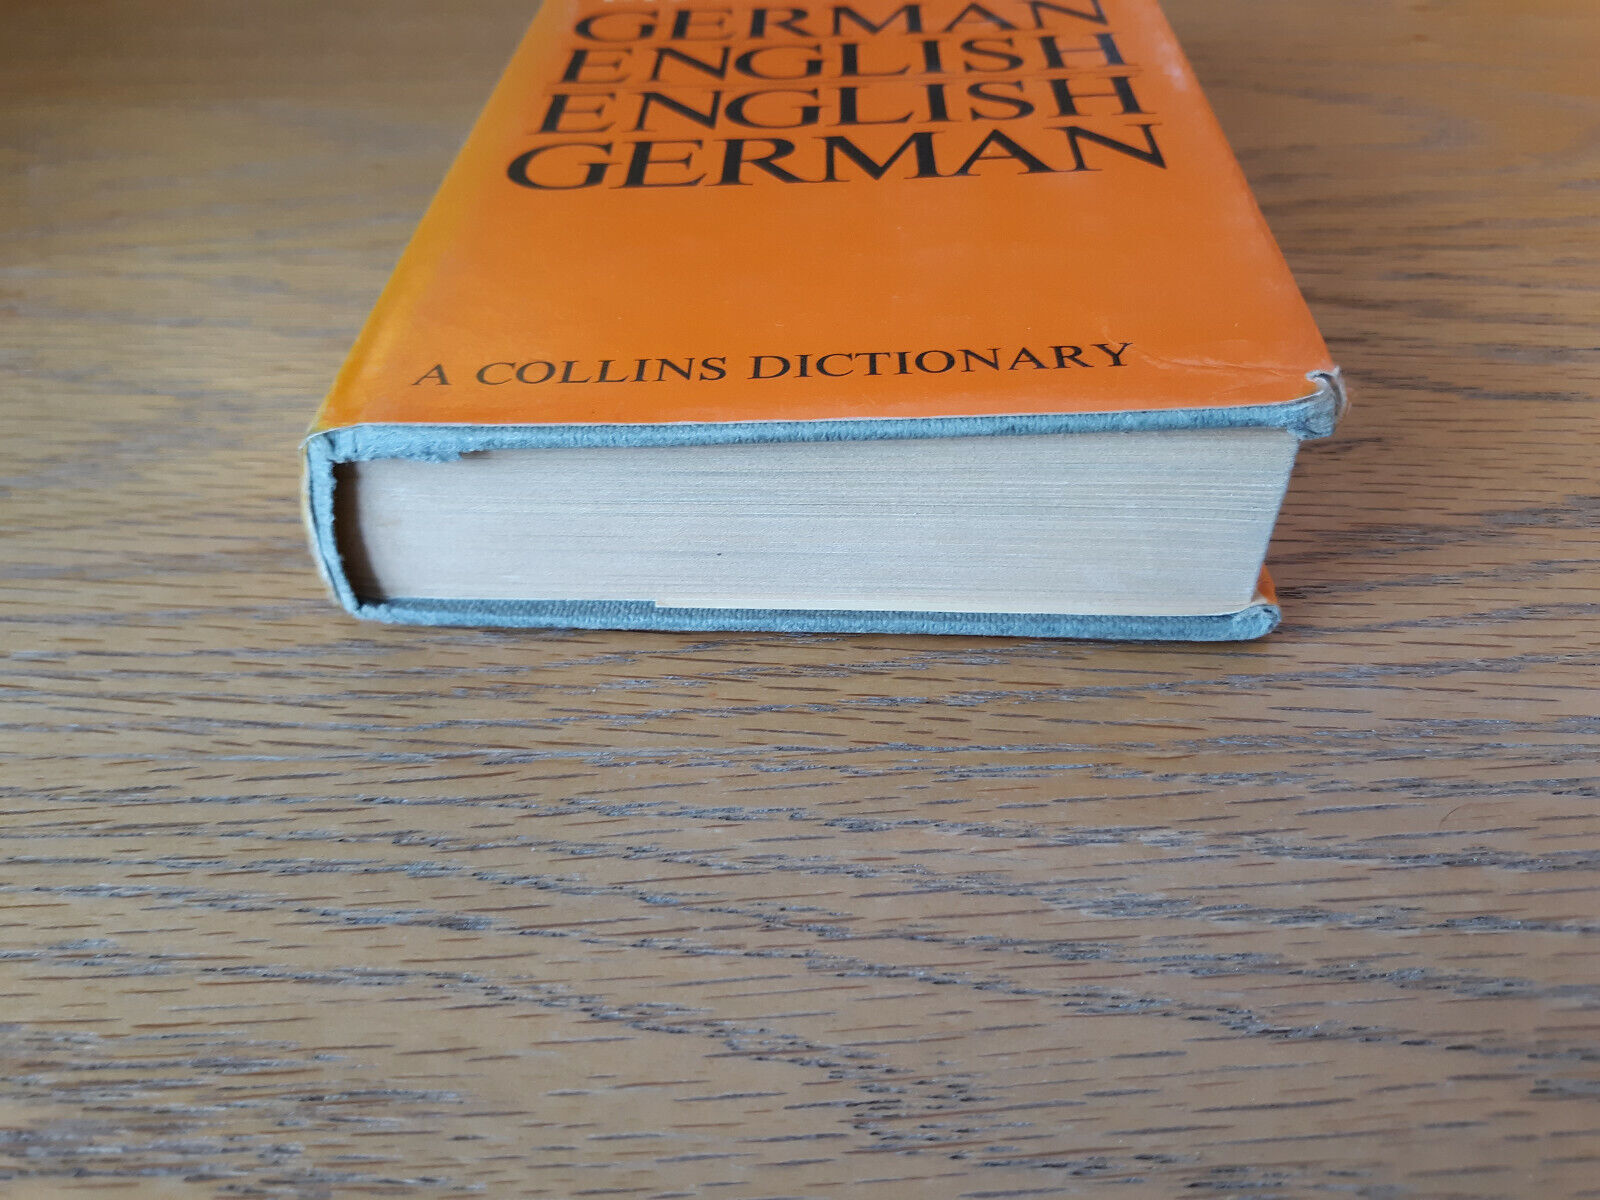 GERMAN
ENGLISH
ENGLISH
GERMAN
A COLLINS DICTIONARY